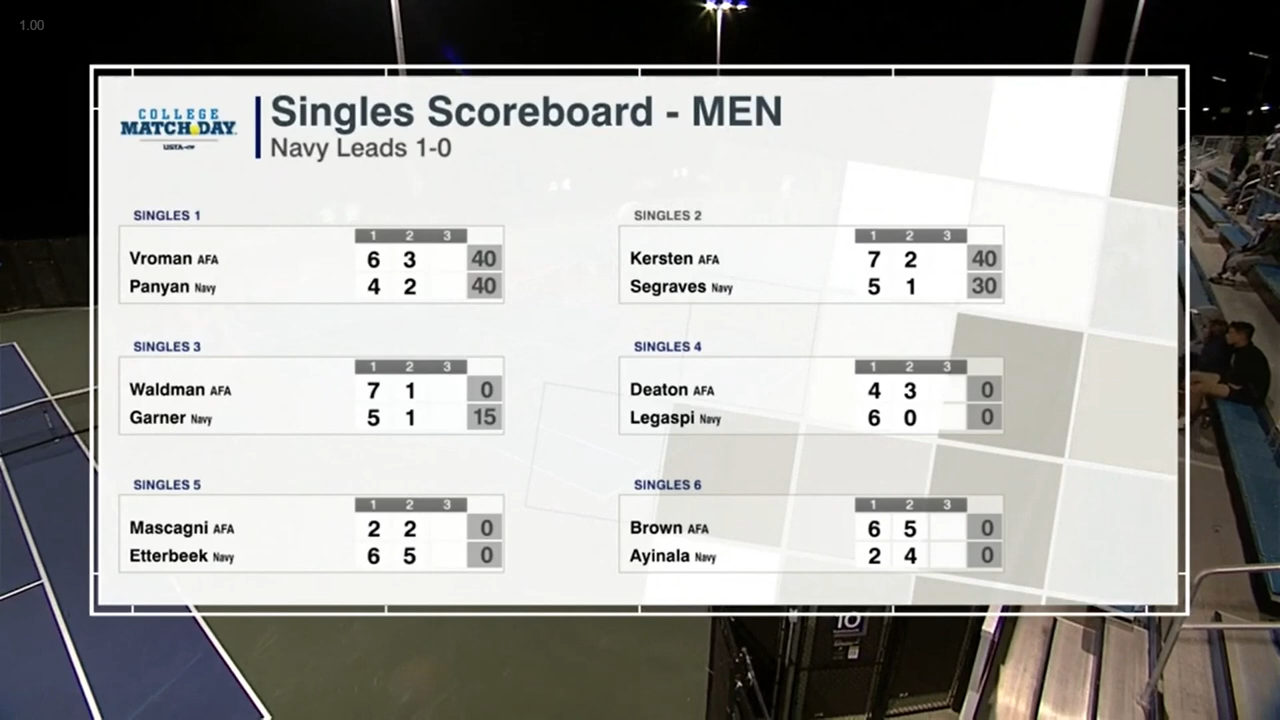 1.00
COLLEGE
MATCH DAY
USTA
Singles Scoreboard - MEN
Navy Leads 1-0
SINGLES 1
1 2 3
Vroman AFA 6 3 40
Panyan Navy 4 2 40
SINGLES 2
1 2 3
Kersten AFA 7 2 40
Segraves Navy 5 1 30
SINGLES 3
1 2 3
Waldman AFA 7 1 0
Garner Navy 5 1 15
SINGLES 4
1 2 3
Deaton AFA 4 3 0
Legaspi Navy 6 0 0
SINGLES 5
1 2 3
Mascagni AFA 2 2 0
Etterbeek Navy 6 5 0
SINGLES 6
1 2 3
Brown AFA 6 5 0
Ayinala Navy 2 4 0
10